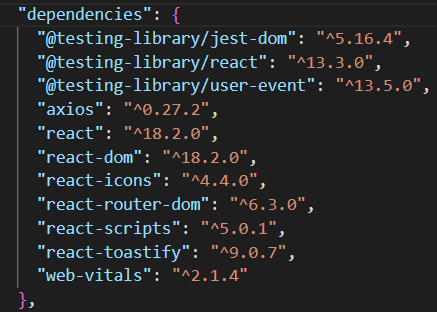 "dependencies": {
"@testing-library/jest-dom": "^5.16.4",
"@testing-library/react": "^13.3.0",
"@testing-library/user-event": "^13.5.0",
"axios": "^0.27.2",
"react": "^18.2.0",
"react-dom": "^18.2.0",
"react-icons": "^4.4.0",
"react-router-dom": "^6.3.0",
"react-scripts": "^5.0.1",
"react-toastify": "^9.0.7",
"web-vitals": "^2.1.4"
},